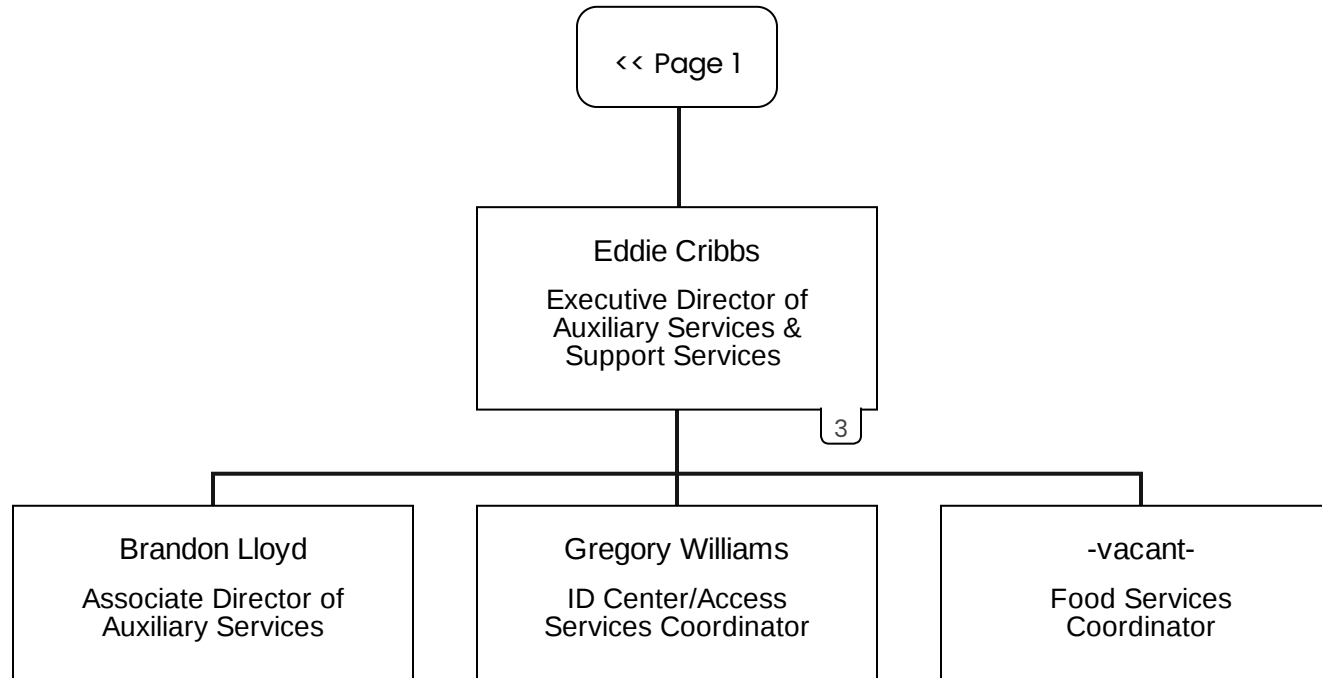 << Page 1
Eddie Cribbs
Executive Director of
Auxiliary Services &
Support Services
3
Brandon Lloyd
Associate Director of
Auxiliary Services
Gregory Williams
ID Center/Access
Services Coordinator
-vacant-
Food Services
Coordinator